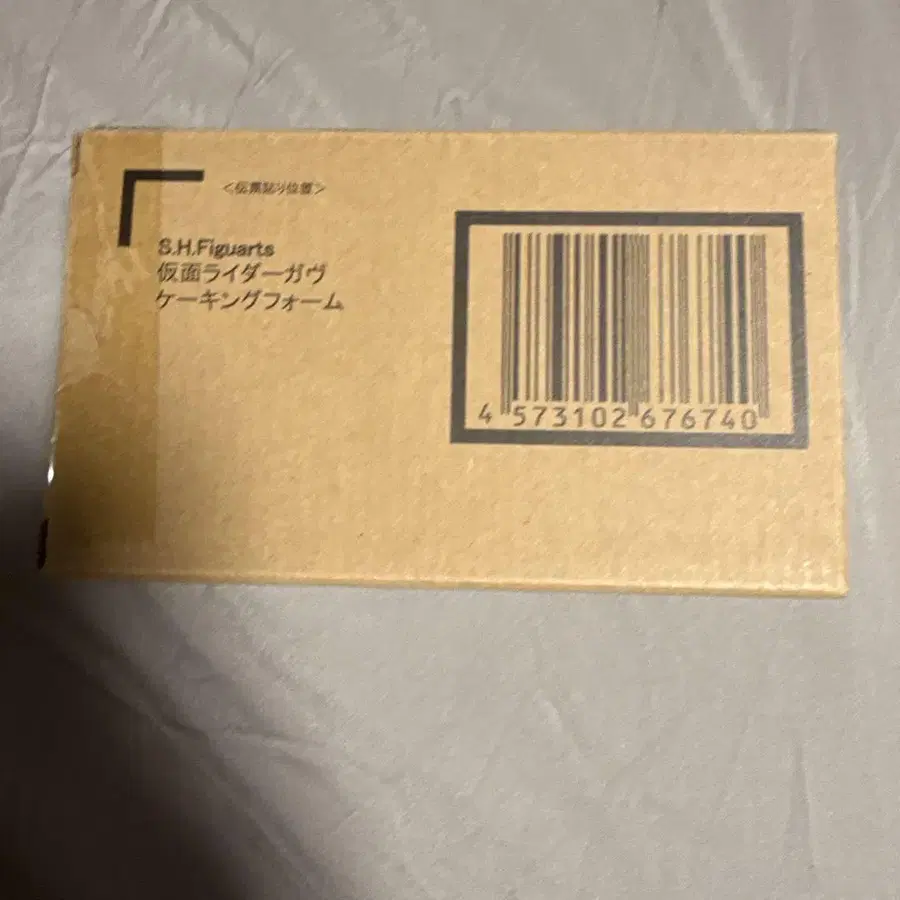 <伝票貼り位置>
S.H.Figuarts
仮面ライダーガヴ
ケーキングフォーム
4 573102 676740